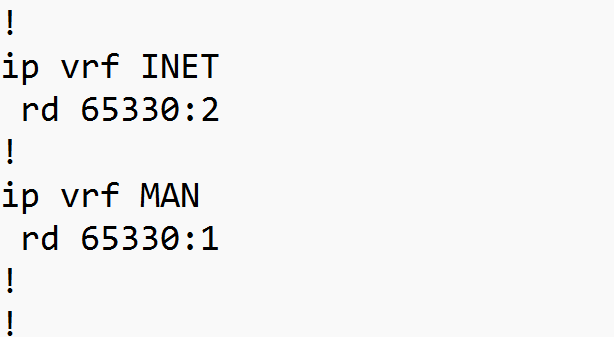 !
ip vrf INET
 rd 65330:2
!
ip vrf MAN
 rd 65330:1
!
!